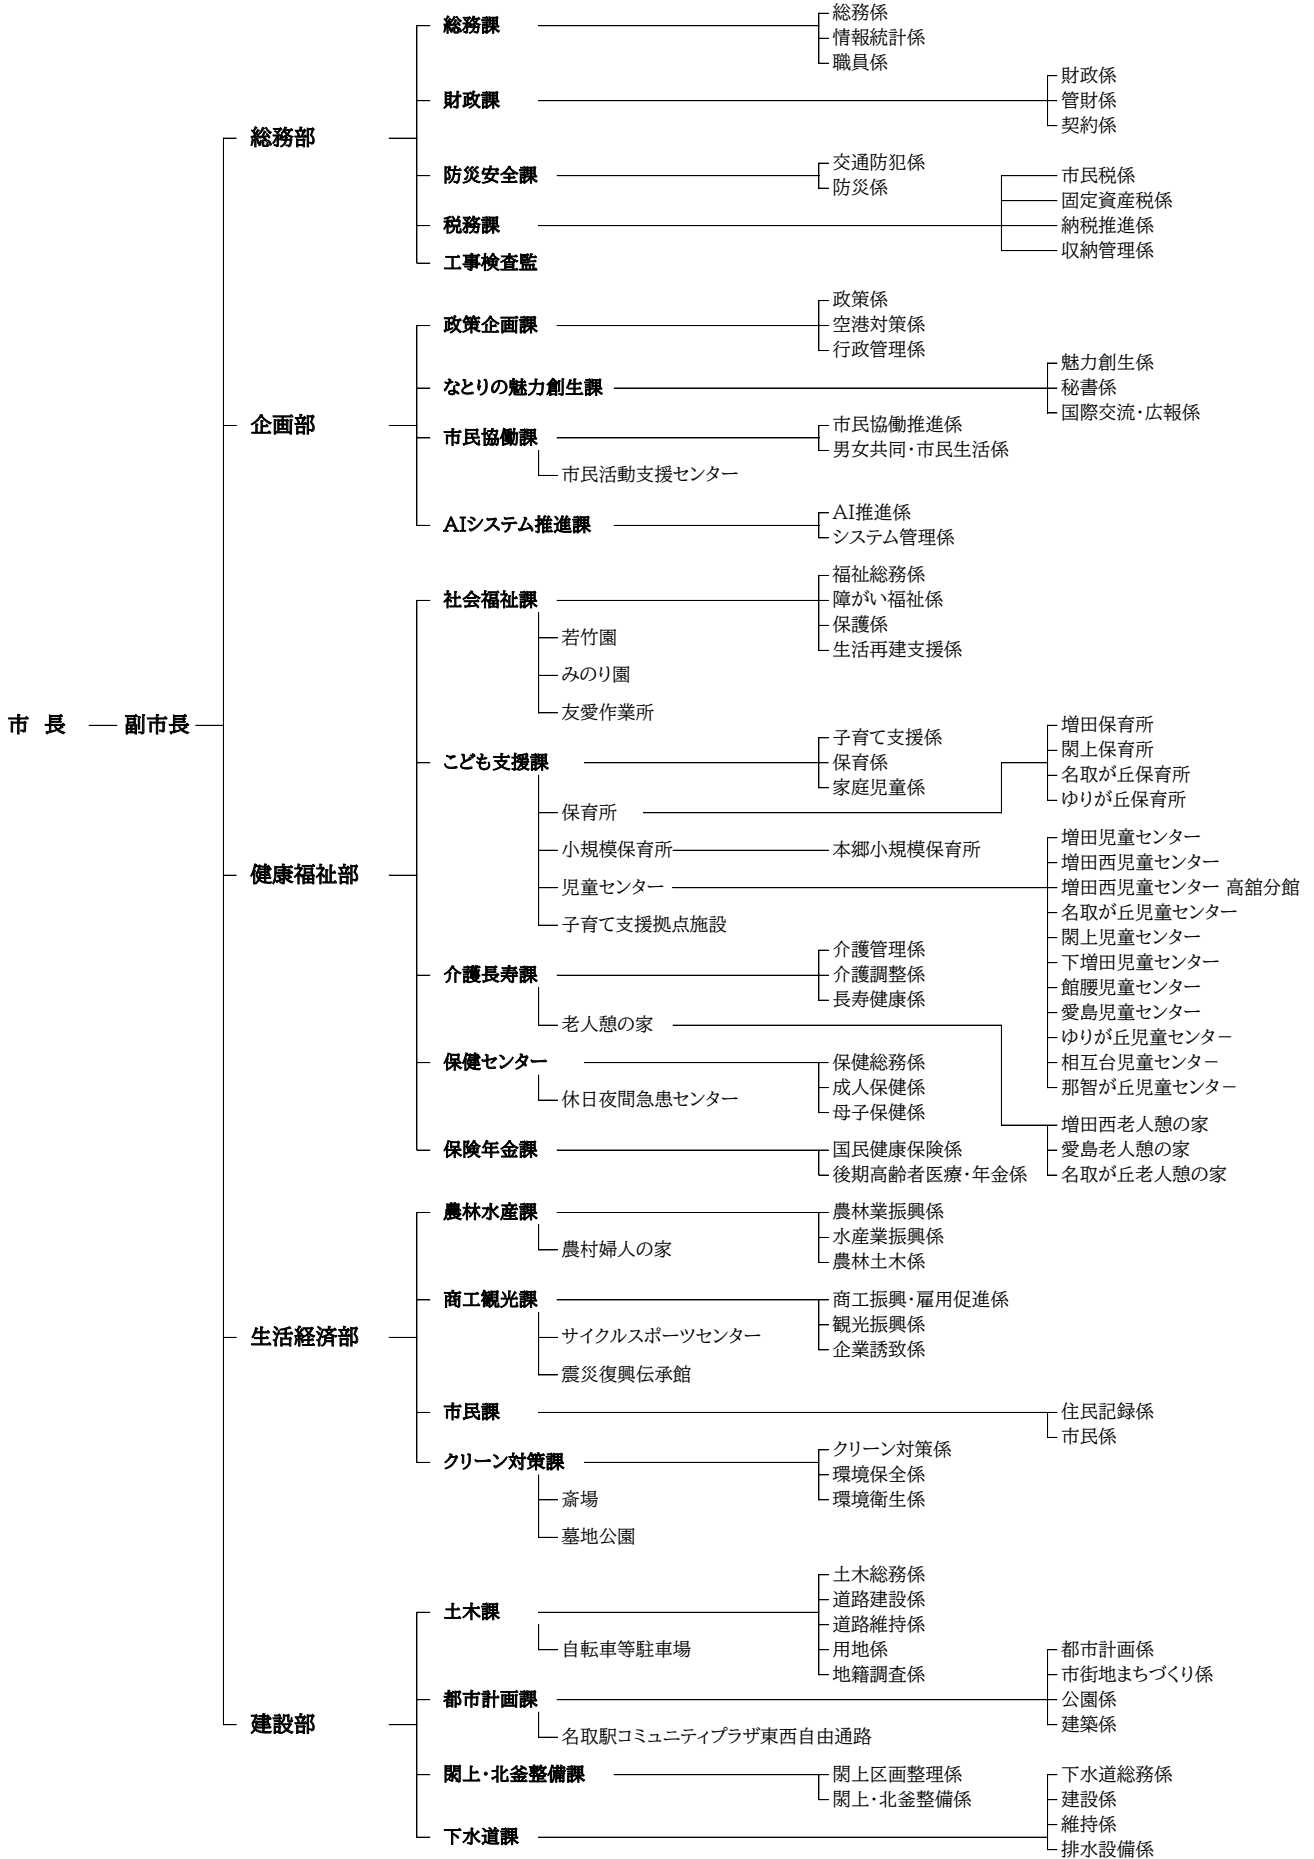 市 長
副市長
総務部
総務課
総務係
情報統計係
職員係
財政課
財政係
管財係
契約係
防災安全課
交通防犯係
防災係
税務課
市民税係
固定資産税係
納税推進係
収納管理係
工事検査監
企画部
政策企画課
政策係
空港対策係
行政管理係
なとりの魅力創生課
魅力創生係
秘書係
国際交流・広報係
市民協働課
市民協働推進係
男女共同・市民生活係
市民活動支援センター
AIシステム推進課
AI推進係
システム管理係
健康福祉部
社会福祉課
福祉総務係
障がい福祉係
保護係
生活再建支援係
若竹園
みのり園
友愛作業所
こども支援課
子育て支援係
保育係
家庭児童係
保育所
増田保育所
閖上保育所
名取が丘保育所
ゆりが丘保育所
小規模保育所
本郷小規模保育所
児童センター
増田児童センター
増田西児童センター
増田西児童センター 高舘分館
名取が丘児童センター
閖上児童センター
下増田児童センター
館腰児童センター
愛島児童センター
ゆりが丘児童センタ－
相互台児童センタ－
那智が丘児童センタ－
子育て支援拠点施設
介護長寿課
介護管理係
介護調整係
長寿健康係
老人憩の家
増田西老人憩の家
愛島老人憩の家
名取が丘老人憩の家
保健センター
保健総務係
成人保健係
母子保健係
休日夜間急患センター
保険年金課
国民健康保険係
後期高齢者医療・年金係
生活経済部
農林水産課
農林業振興係
水産業振興係
農林土木係
農村婦人の家
商工観光課
商工振興・雇用促進係
観光振興係
企業誘致係
サイクルスポーツセンター
震災復興伝承館
市民課
住民記録係
市民係
クリーン対策課
クリーン対策係
環境保全係
環境衛生係
斎場
墓地公園
建設部
土木課
土木総務係
道路建設係
道路維持係
用地係
地籍調査係
自転車等駐車場
都市計画課
都市計画係
市街地まちづくり係
公園係
建築係
名取駅コミュニティプラザ東西自由通路
閖上・北釜整備課
閖上区画整理係
閖上・北釜整備係
下水道課
下水道総務係
建設係
維持係
排水設備係